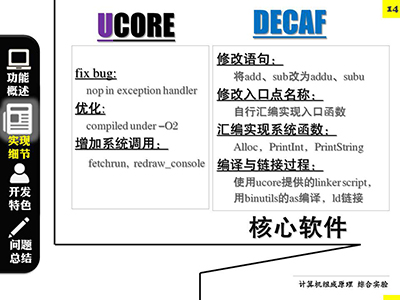 14
功能
概述
实现
细节
开发
特色
问题
总结
UCORE
fix bug:
nop in exception handler
优化:
compiled under –O2
增加系统调用:
fetchrun, redraw_console
DECAF
修改语句:
将add、sub改为addu、subu
修改入口点名称:
自行汇编实现入口函数
汇编实现系统函数:
Alloc, PrintInt, PrintString
编译与链接过程:
使用ucore提供的linker script,
用binutils的as编译，ld链接
核心软件
计算机组成原理 综合实验